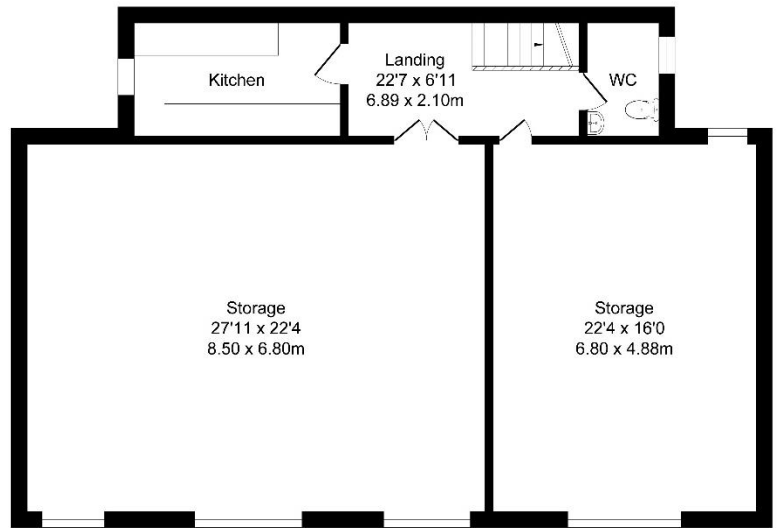 Kitchen
Landing
22'7 x 6'11
6.89 x 2.10m
WC
Storage
27'11 x 22'4
8.50 x 6.80m
Storage
22'4 x 16'0
6.80 x 4.88m